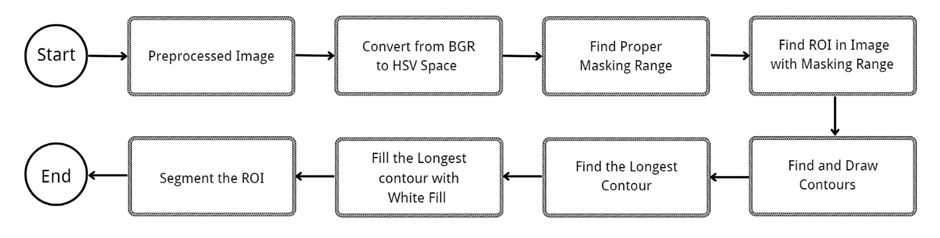 Start
Preprocessed Image
Convert from BGR
to HSV Space
Find Proper
Masking Range
Find ROI in Image
with Masking Range
Find and Draw
Contours
Find the Longest
Contour
Fill the Longest
contour with
White Fill
Segment the ROI
End